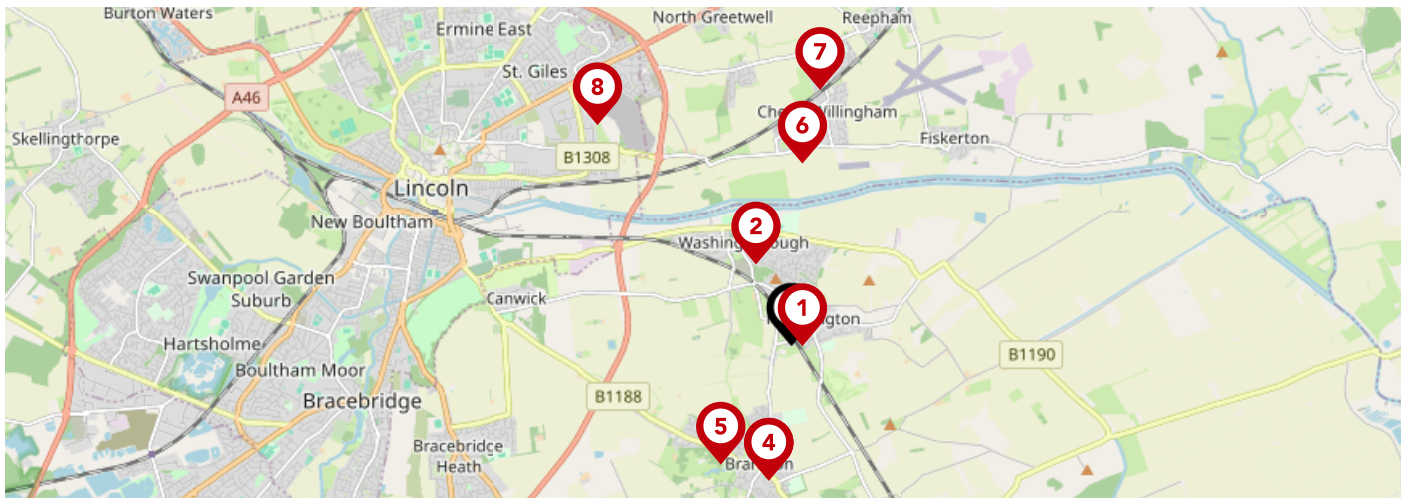 Burton Waters
North Greetwell
Reepham
Ermine East
7
St. Giles
8
A46
Willingham
6
Skellingthorpe
Fiskerton
B1308
Lincoln
New Boultham
2
Swanpool Garden
Suburb
Canwick
1
Hartsholme
B1190
Boultham Moor
B1188
Bracebridge
5
4
Bracebridge
Heath